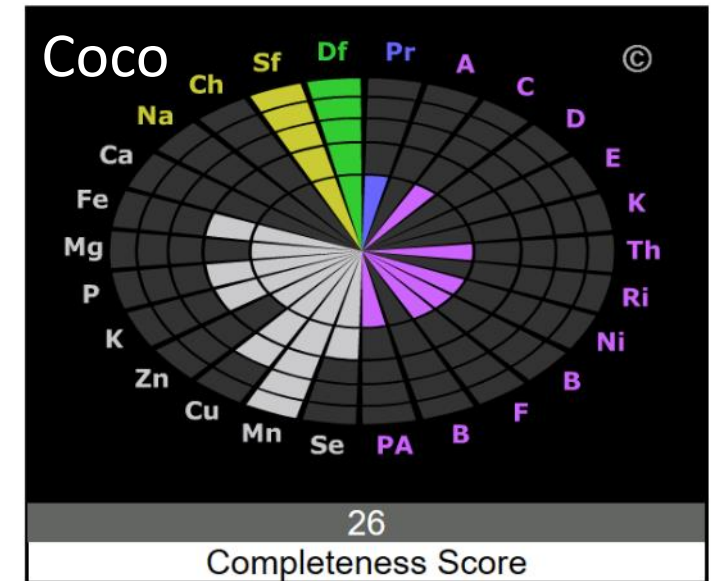 Coco
©
Df
Pr
A
C
D
E
K
Th
Ri
Ni
B
F
B
PA
Se
Mn
Cu
Zn
K
P
Mg
Fe
Ca
Na
Ch
Sf
26
Completeness Score